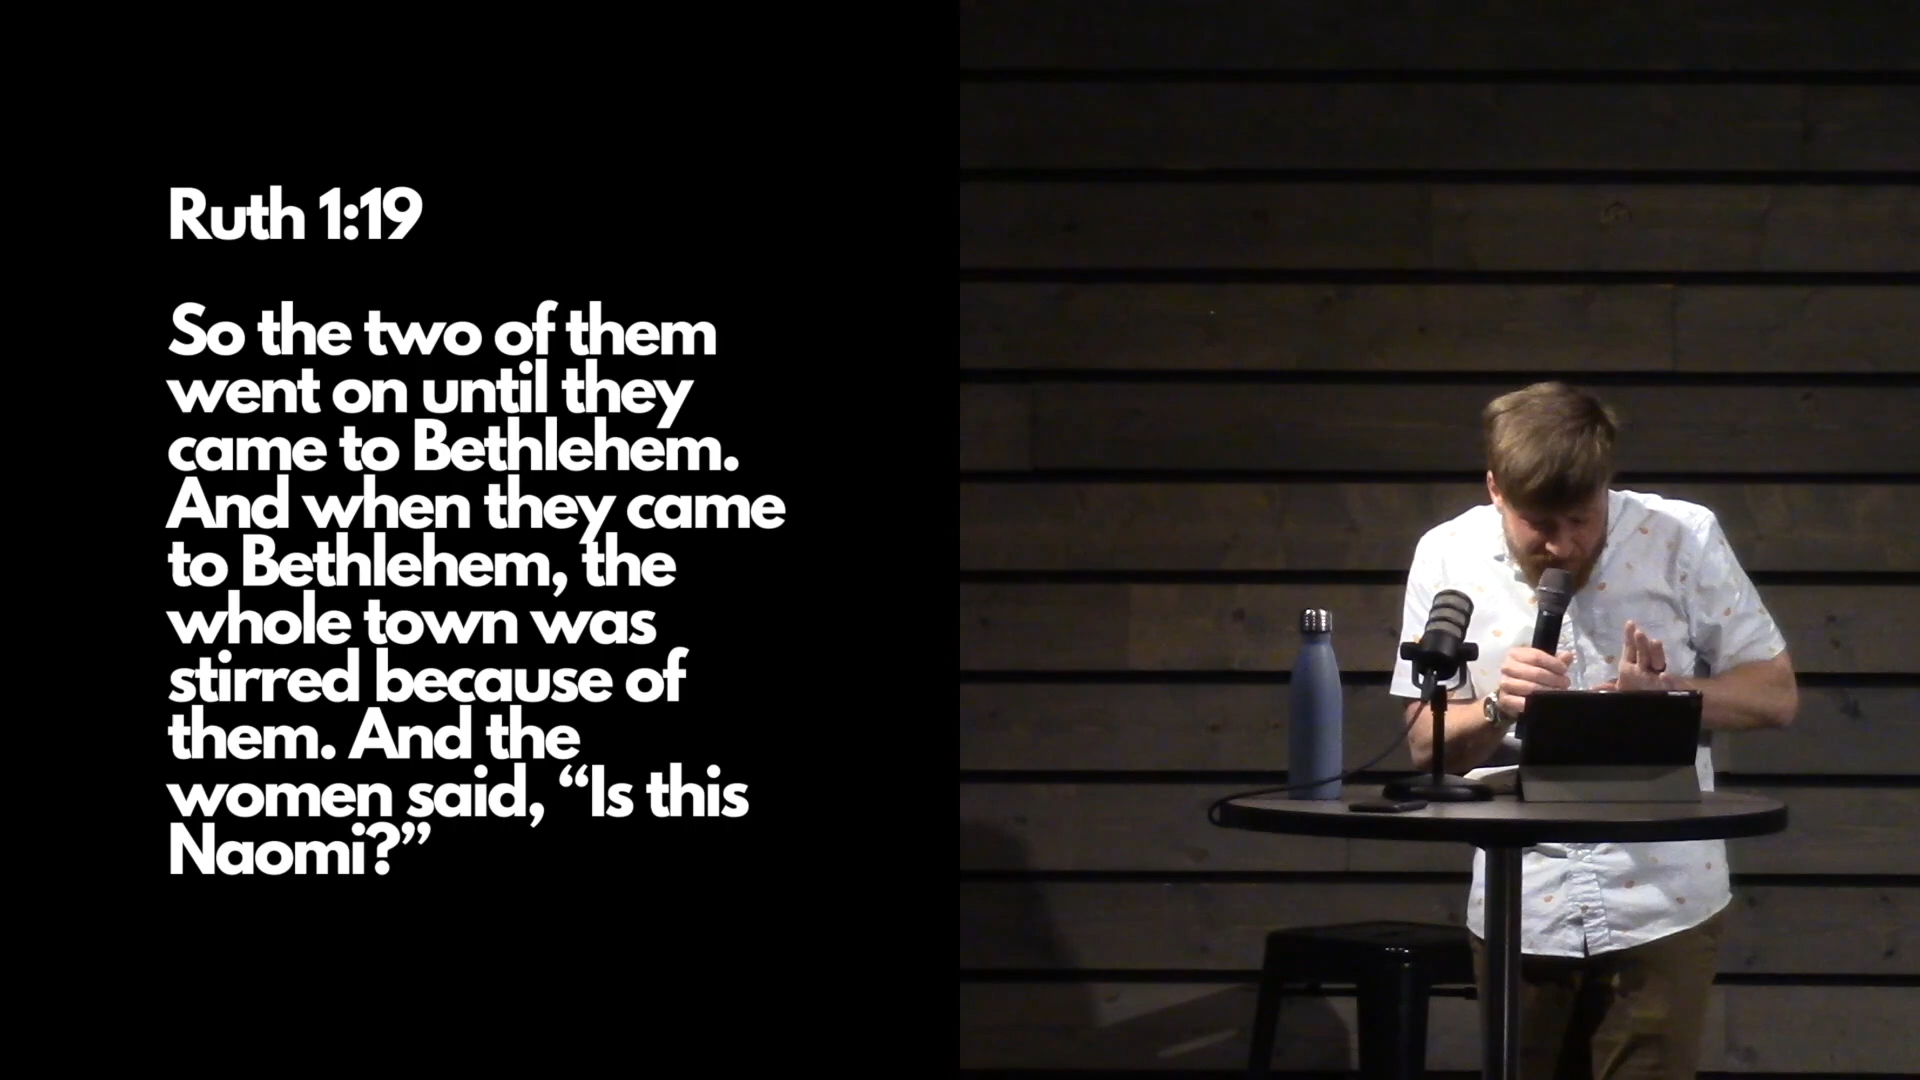 Ruth 1:19
So the two of them
went on until they
came to Bethlehem.
And when they came
to Bethlehem, the
whole town was
stirred because of
them. And the
women said, “Is this
Naomi?”